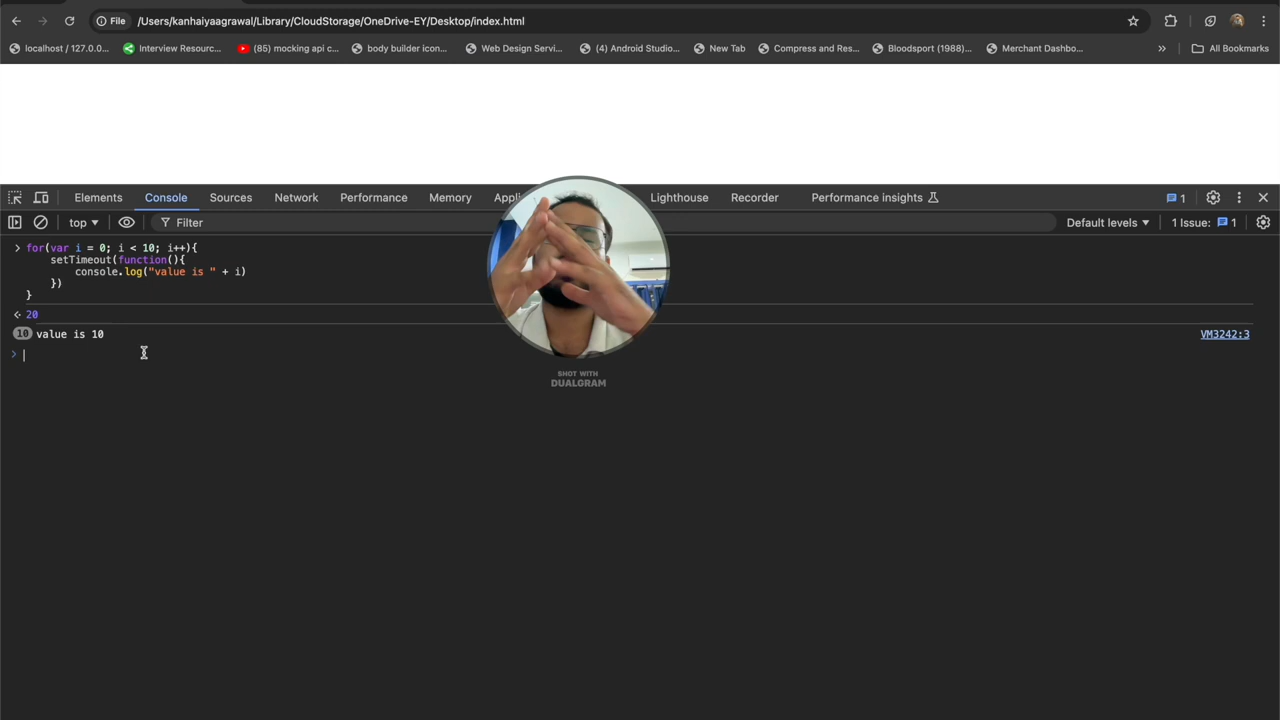 File /Users/kanhaiyaagrawal/Library/CloudStorage/OneDrive-EY/Desktop/index.html
localhost / 127.0.0... Interview Resourc... (85) mocking api c... body builder icon... Web Design Servi... (4) Android Studio... New Tab Compress and Res... Bloodsport (1988)... Merchant Dashbo... » All Bookmarks
Elements Console Sources Network Performance Memory Appli Lighthouse Recorder Performance insights 1
top Filter Default levels 1 Issue: 1
> for(var i = 0; i < 10; i++){
setTimeout(function(){
console.log("value is " + i)
})
}
20
10 value is 10 VM3242:3
>
SHOT WITH
DUALGRAM